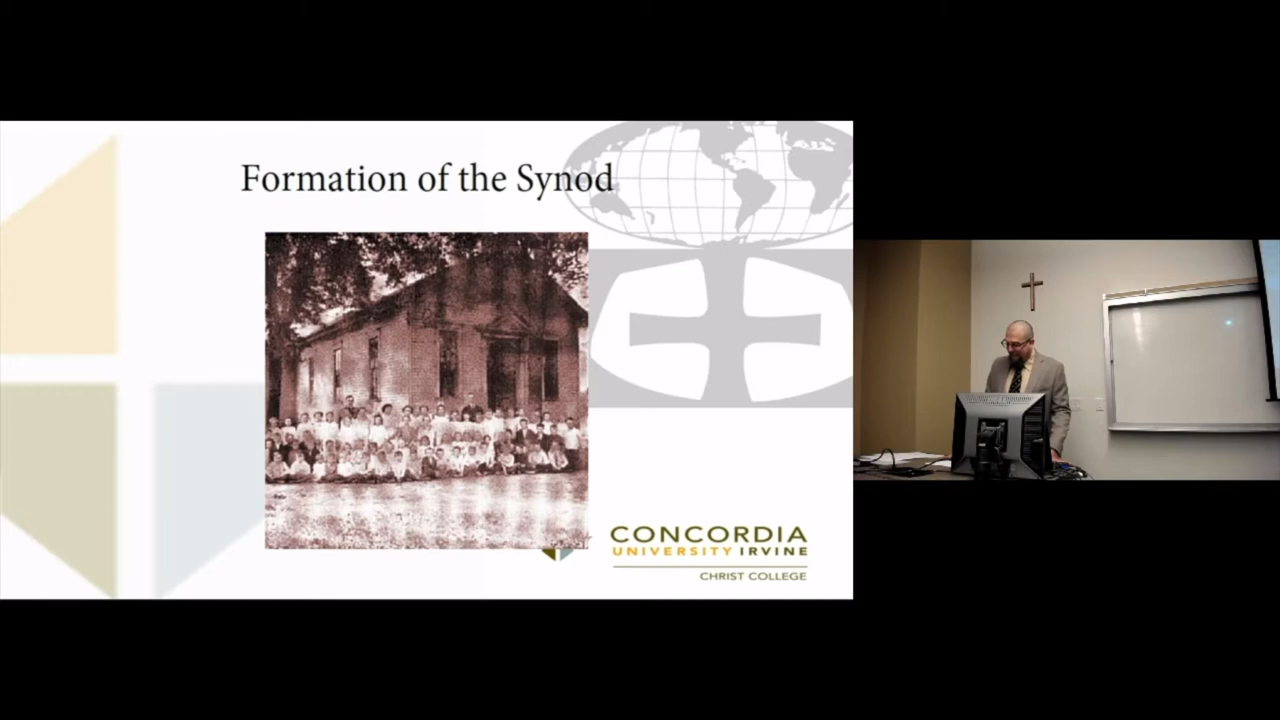 Formation of the Synod
CONCORDIA
UNIVERSITY IRVINE
CHRIST COLLEGE